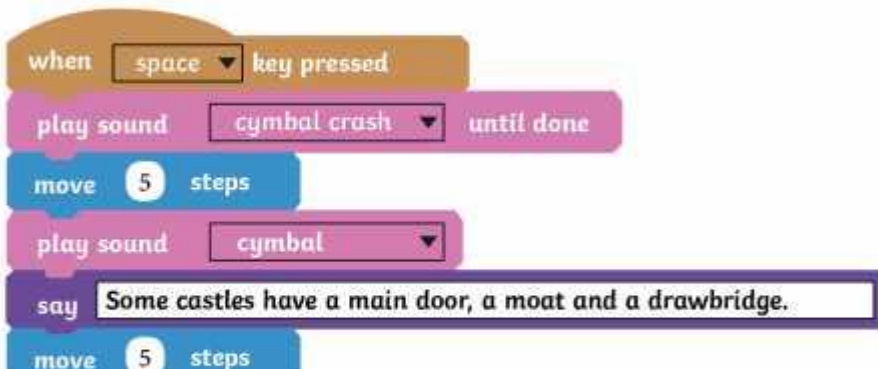 when space key pressed
play sound cymbal crash until done
move 5 steps
play sound cymbal
say Some castles have a main door, a moat and a drawbridge.
move 5 steps